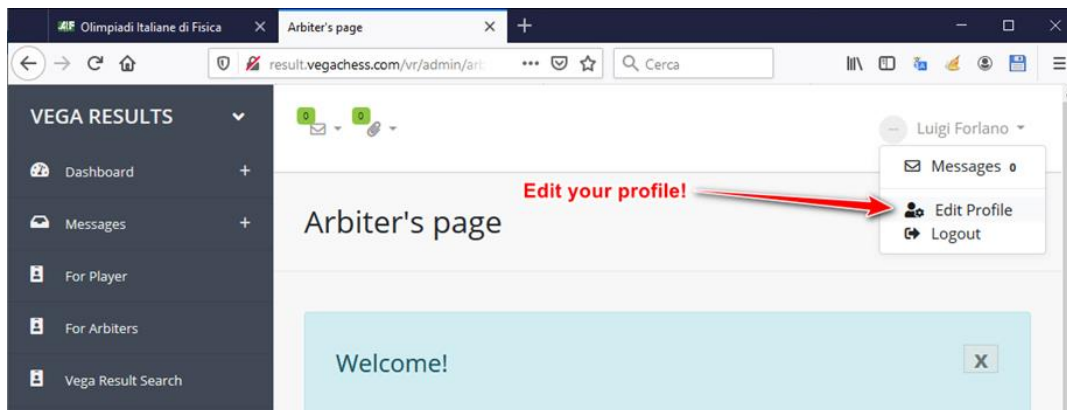 AIF Olimpiadi Italiane di Fisica
Arbiter's page
result.vegachess.com/vr/admin/ar
Cerca
VEGA RESULTS
0
0
Luigi Forlano
Dashboard
Messages
For Player
For Arbiters
Vega Result Search
Messages 0
Edit Profile
Logout
Edit your profile!
Arbiter's page
Welcome!
X